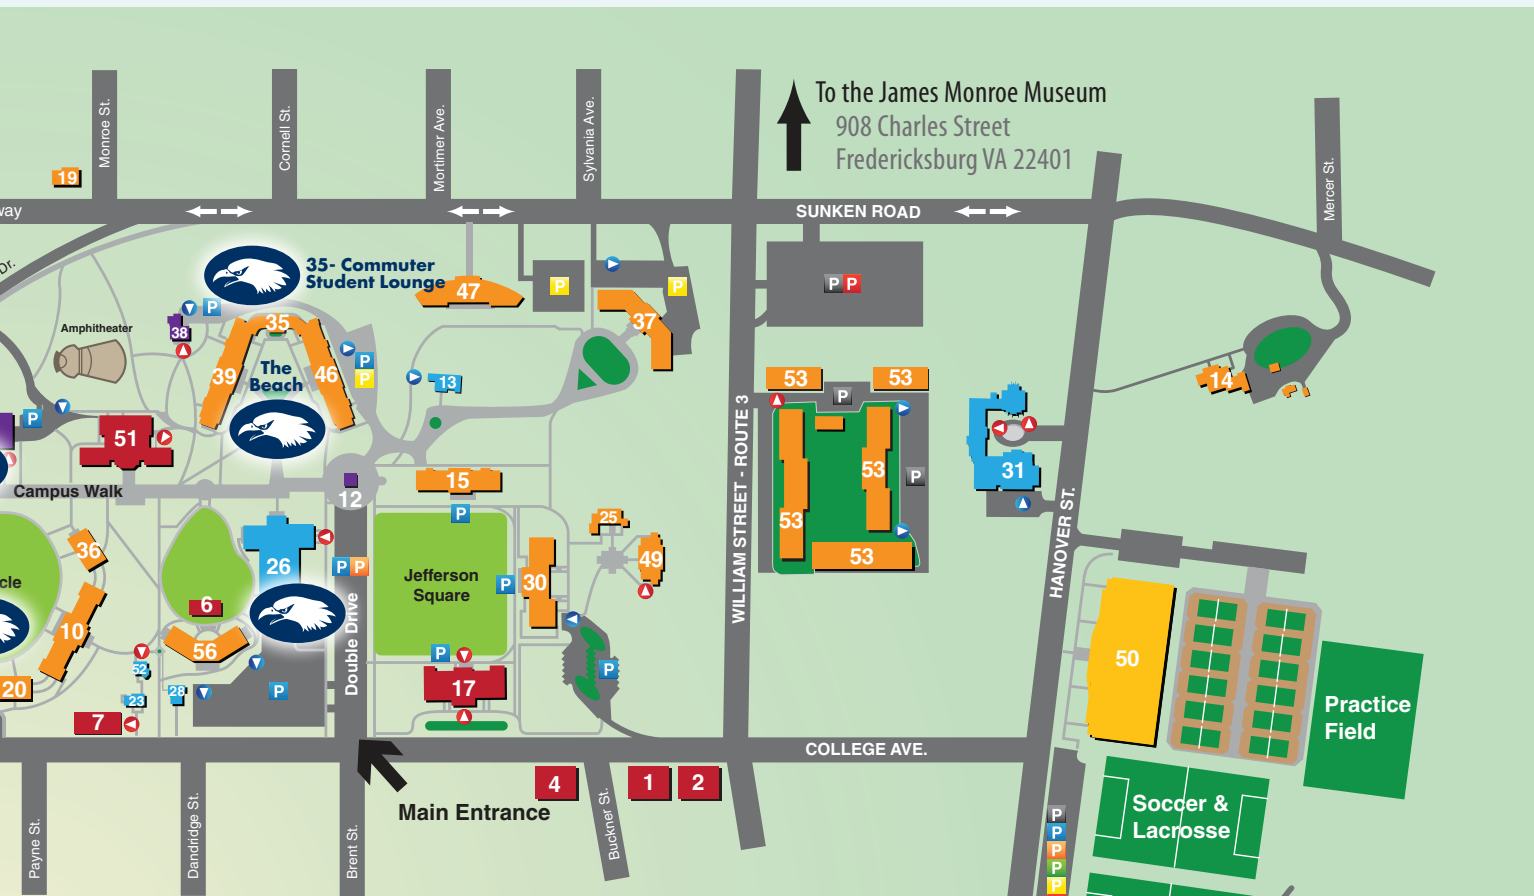 To the James Monroe Museum
908 Charles Street
Fredericksburg VA 22401
Monroe St.
Cornell St.
Mortimer Ave.
Sylvania Ave.
Mercer St.
19
way
SUNKEN ROAD
Dr.
35- Commuter
Student Lounge
47
P
P
P P
P
38
35
37
Amphitheater
39
The
Beach
46
P
P
13
14
53
53
P
P
51
WILLIAM STREET - ROUTE 3
53
P
31
Campus Walk
12
15
P
HANOVER ST.
53
25
36
26
P P
Jefferson
Square
P
30
49
53
cle
6
Double Drive
10
56
50
52
P
P
20
23
28
P
17
7
Practice
Field
COLLEGE AVE.
4
1
2
Main Entrance
Soccer &
Lacrosse
Payne St.
Dandridge St.
Brent St.
Buckner St.
P
P
P
P
P